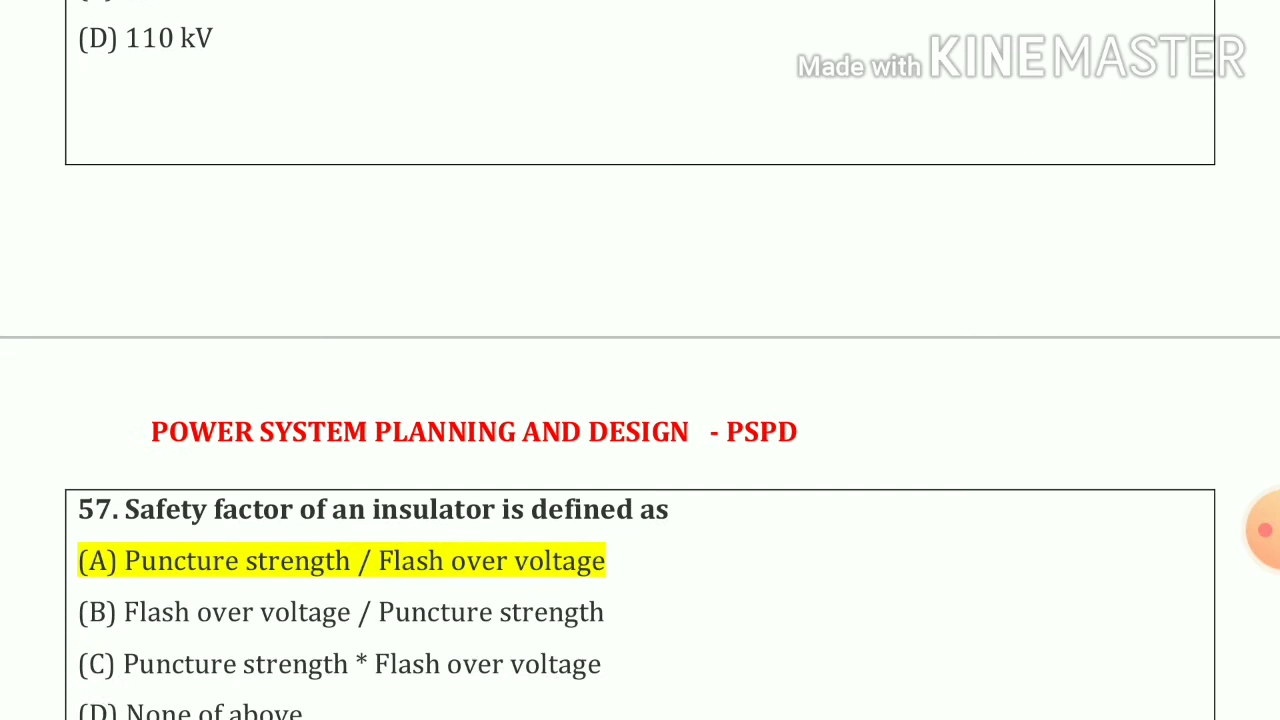 (D) 110 kV
Made with KINEMASTER
POWER SYSTEM PLANNING AND DESIGN - PSPD
57. Safety factor of an insulator is defined as
(A) Puncture strength / Flash over voltage
(B) Flash over voltage / Puncture strength
(C) Puncture strength * Flash over voltage
(D) None of above